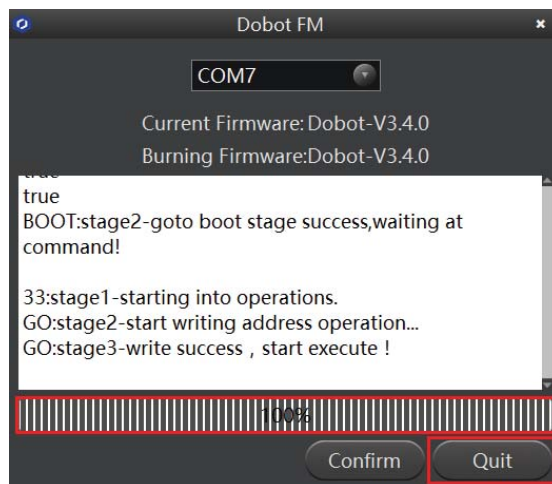 Dobot FM
COM7
Current Firmware: Dobot-V3.4.0
Burning Firmware:Dobot-V3.4.0
true
true
BOOT:stage2-goto boot stage success,waiting at
command!
33:stage1-starting into operations.
GO:stage2-start writing address operation...
GO:stage3-write success , start execute !
100%
Confirm
Quit